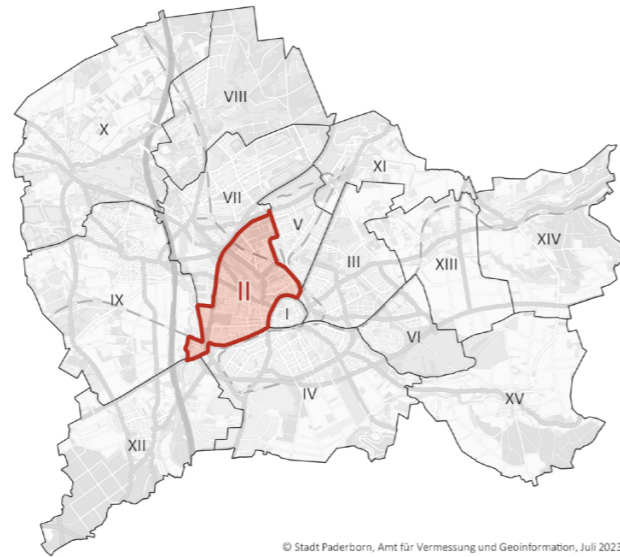 VIII
X
XI
VII
V
XIV
III
XIII
IX
II
I
VI
IV
XV
XII
© Stadt Paderborn, Amt für Vermessung und Geoinformation, Juli 2023